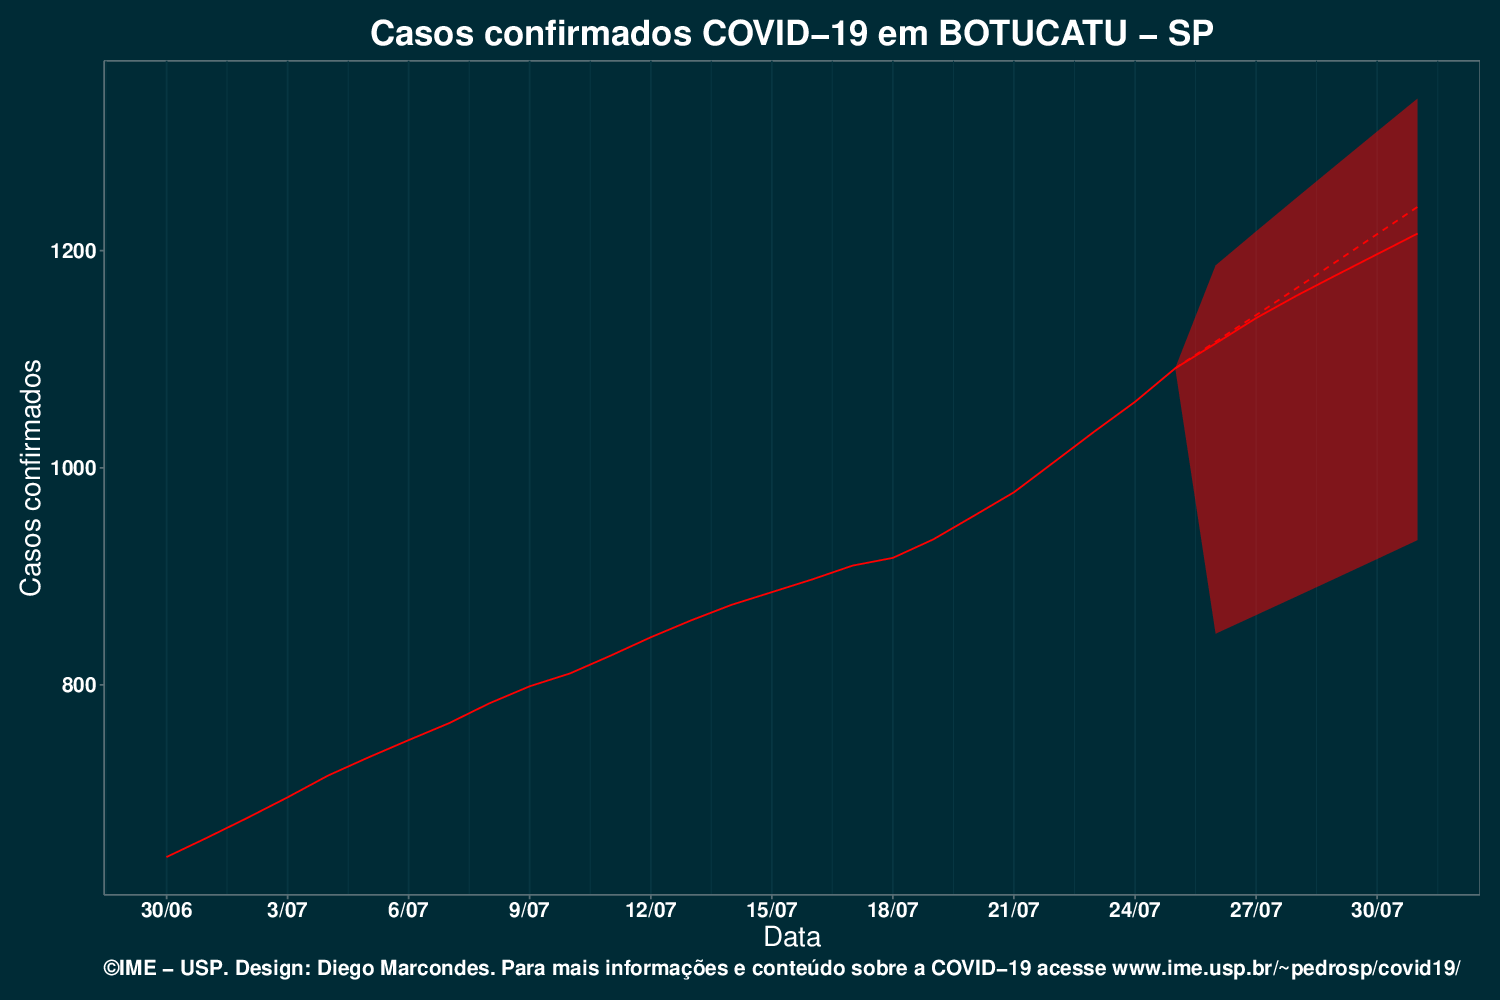 Casos confirmados COVID−19 em BOTUCATU − SP
Casos confirmados
1200
1000
800
30/06 3/07 6/07 9/07 12/07 15/07 18/07 21/07 24/07 27/07 30/07
Data
©IME − USP. Design: Diego Marcondes. Para mais informações e conteúdo sobre a COVID−19 acesse www.ime.usp.br/~pedrosp/covid19/